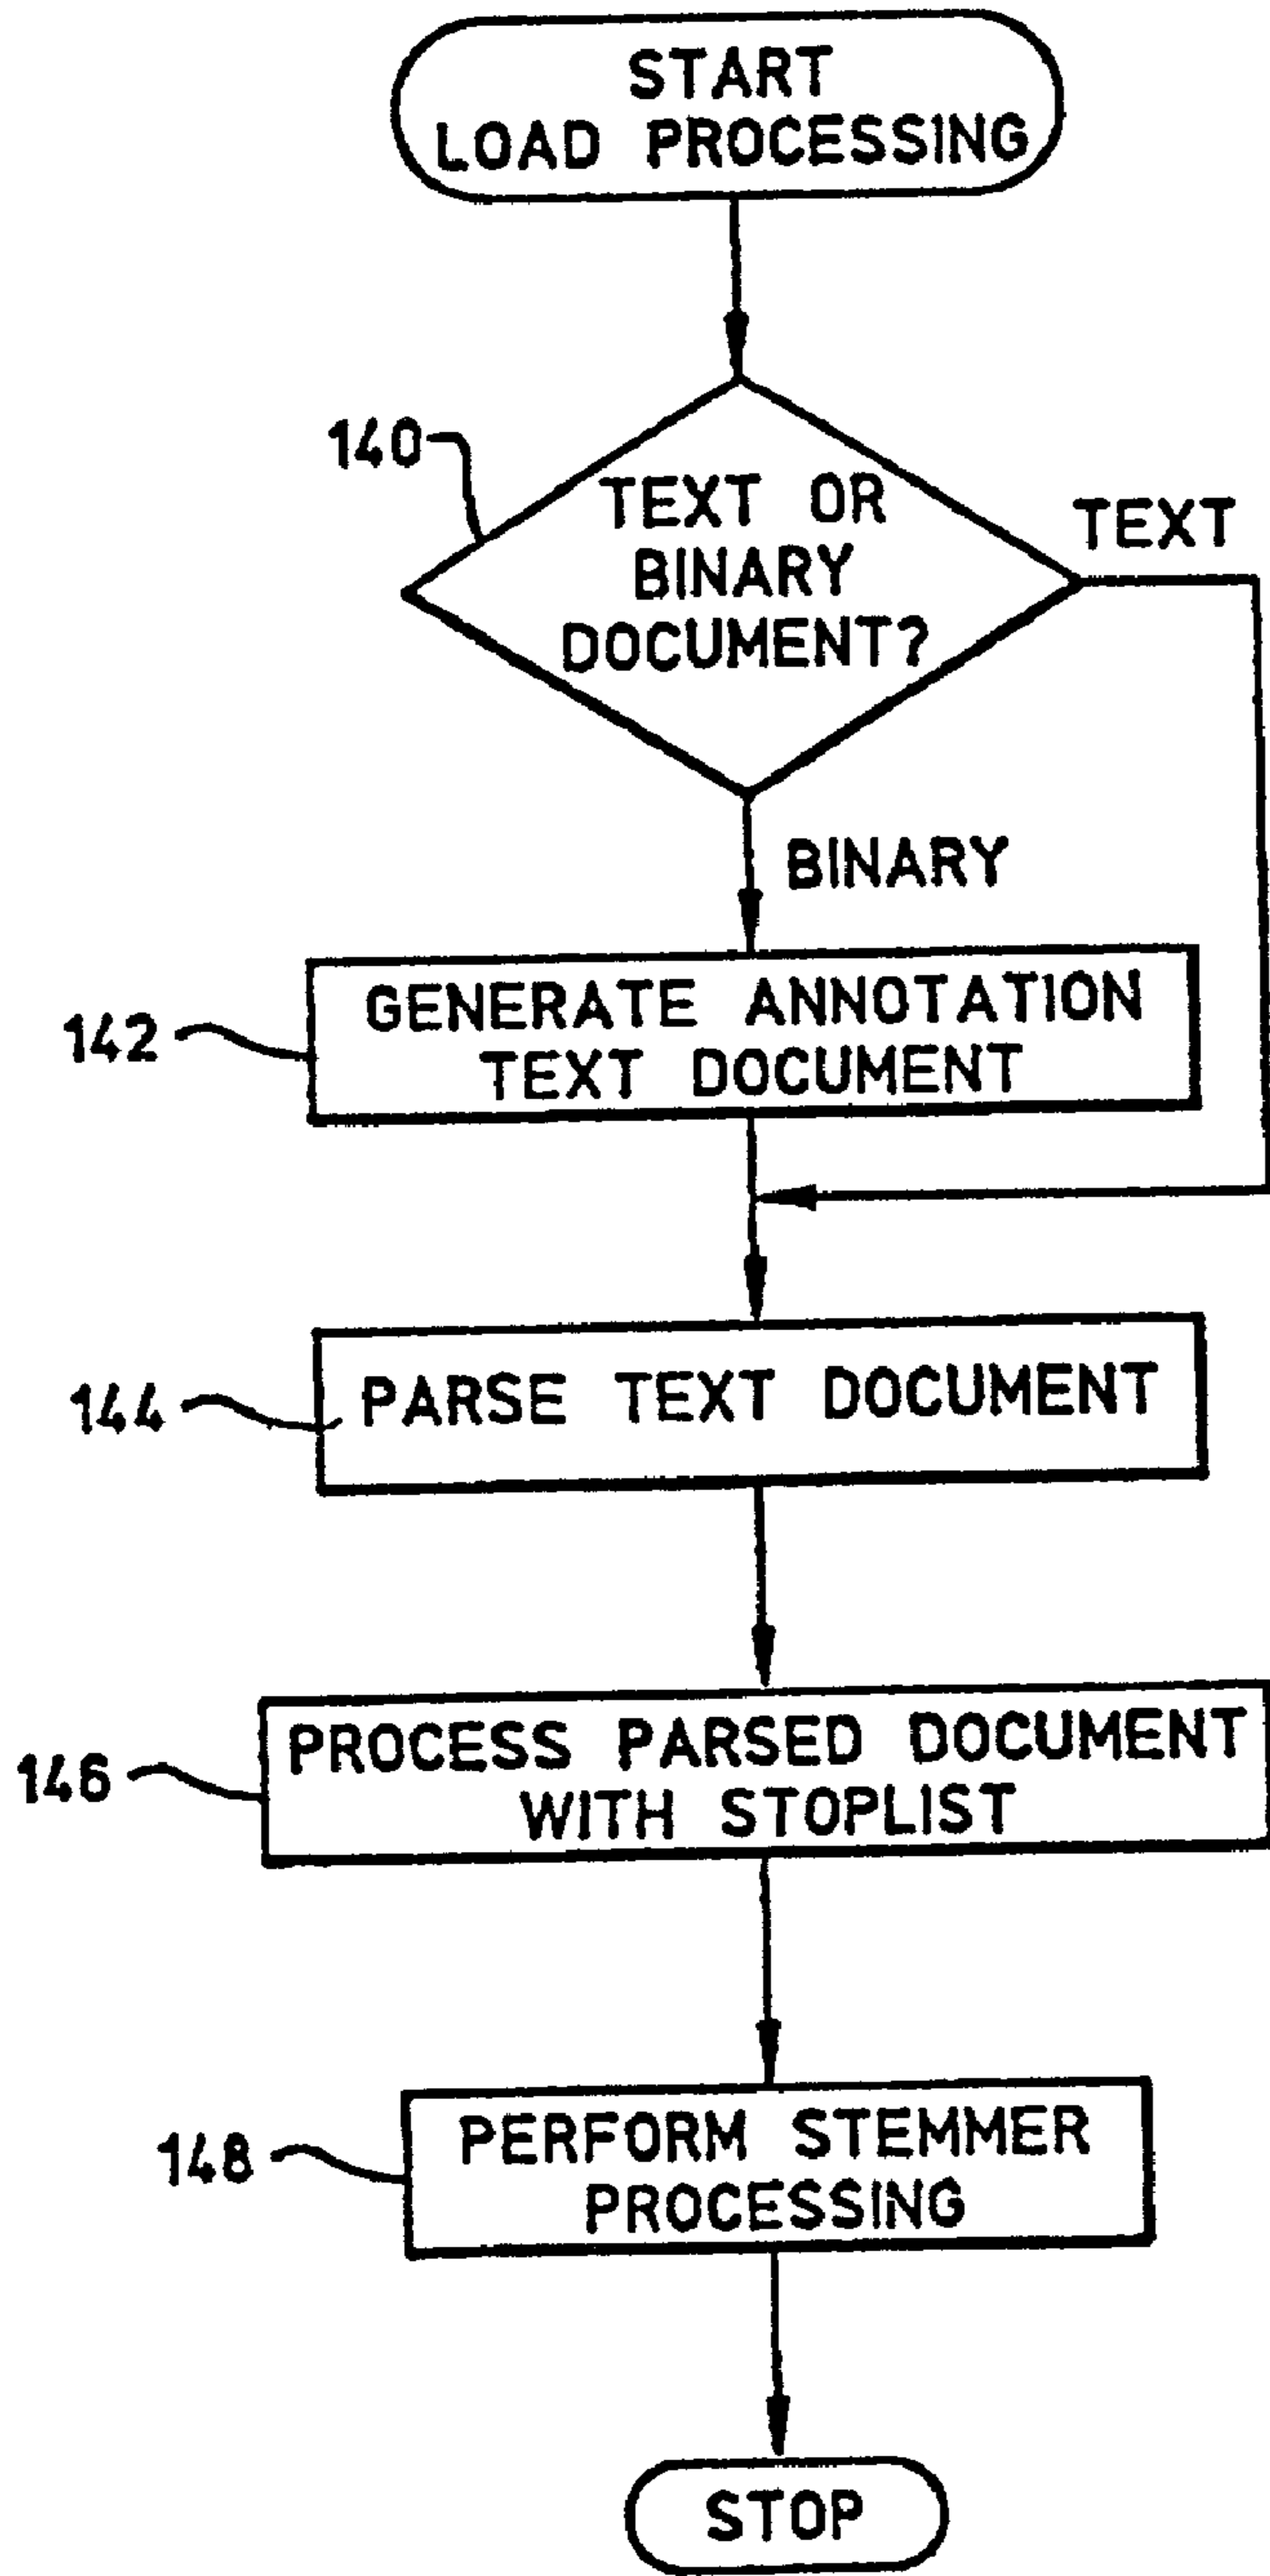 START
LOAD PROCESSING
140
TEXT OR
BINARY
DOCUMENT?
TEXT
BINARY
142
GENERATE ANNOTATION
TEXT DOCUMENT
144
PARSE TEXT DOCUMENT
146
PROCESS PARSED DOCUMENT
WITH STOPLIST
148
PERFORM STEMMER
PROCESSING
STOP